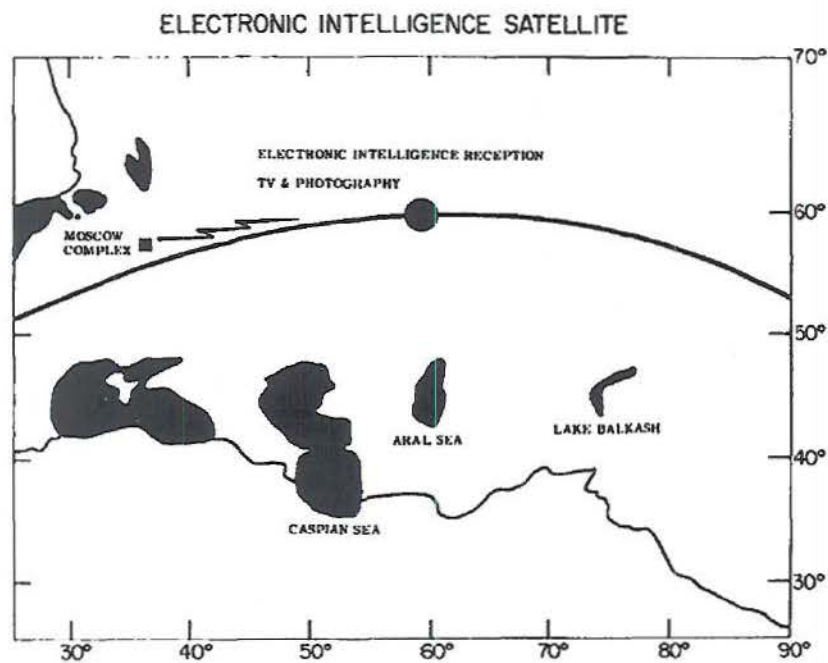 ELECTRONIC INTELLIGENCE SATELLITE
70°
ELECTRONIC INTELLIGENCE RECEPTION
TV & PHOTOGRAPHY
60°
MOSCOW
COMPLEX
50°
ARAL SEA
LAKE BALKASH
40°
CASPIAN SEA
30°
30° 40° 50° 60° 70° 80° 90°